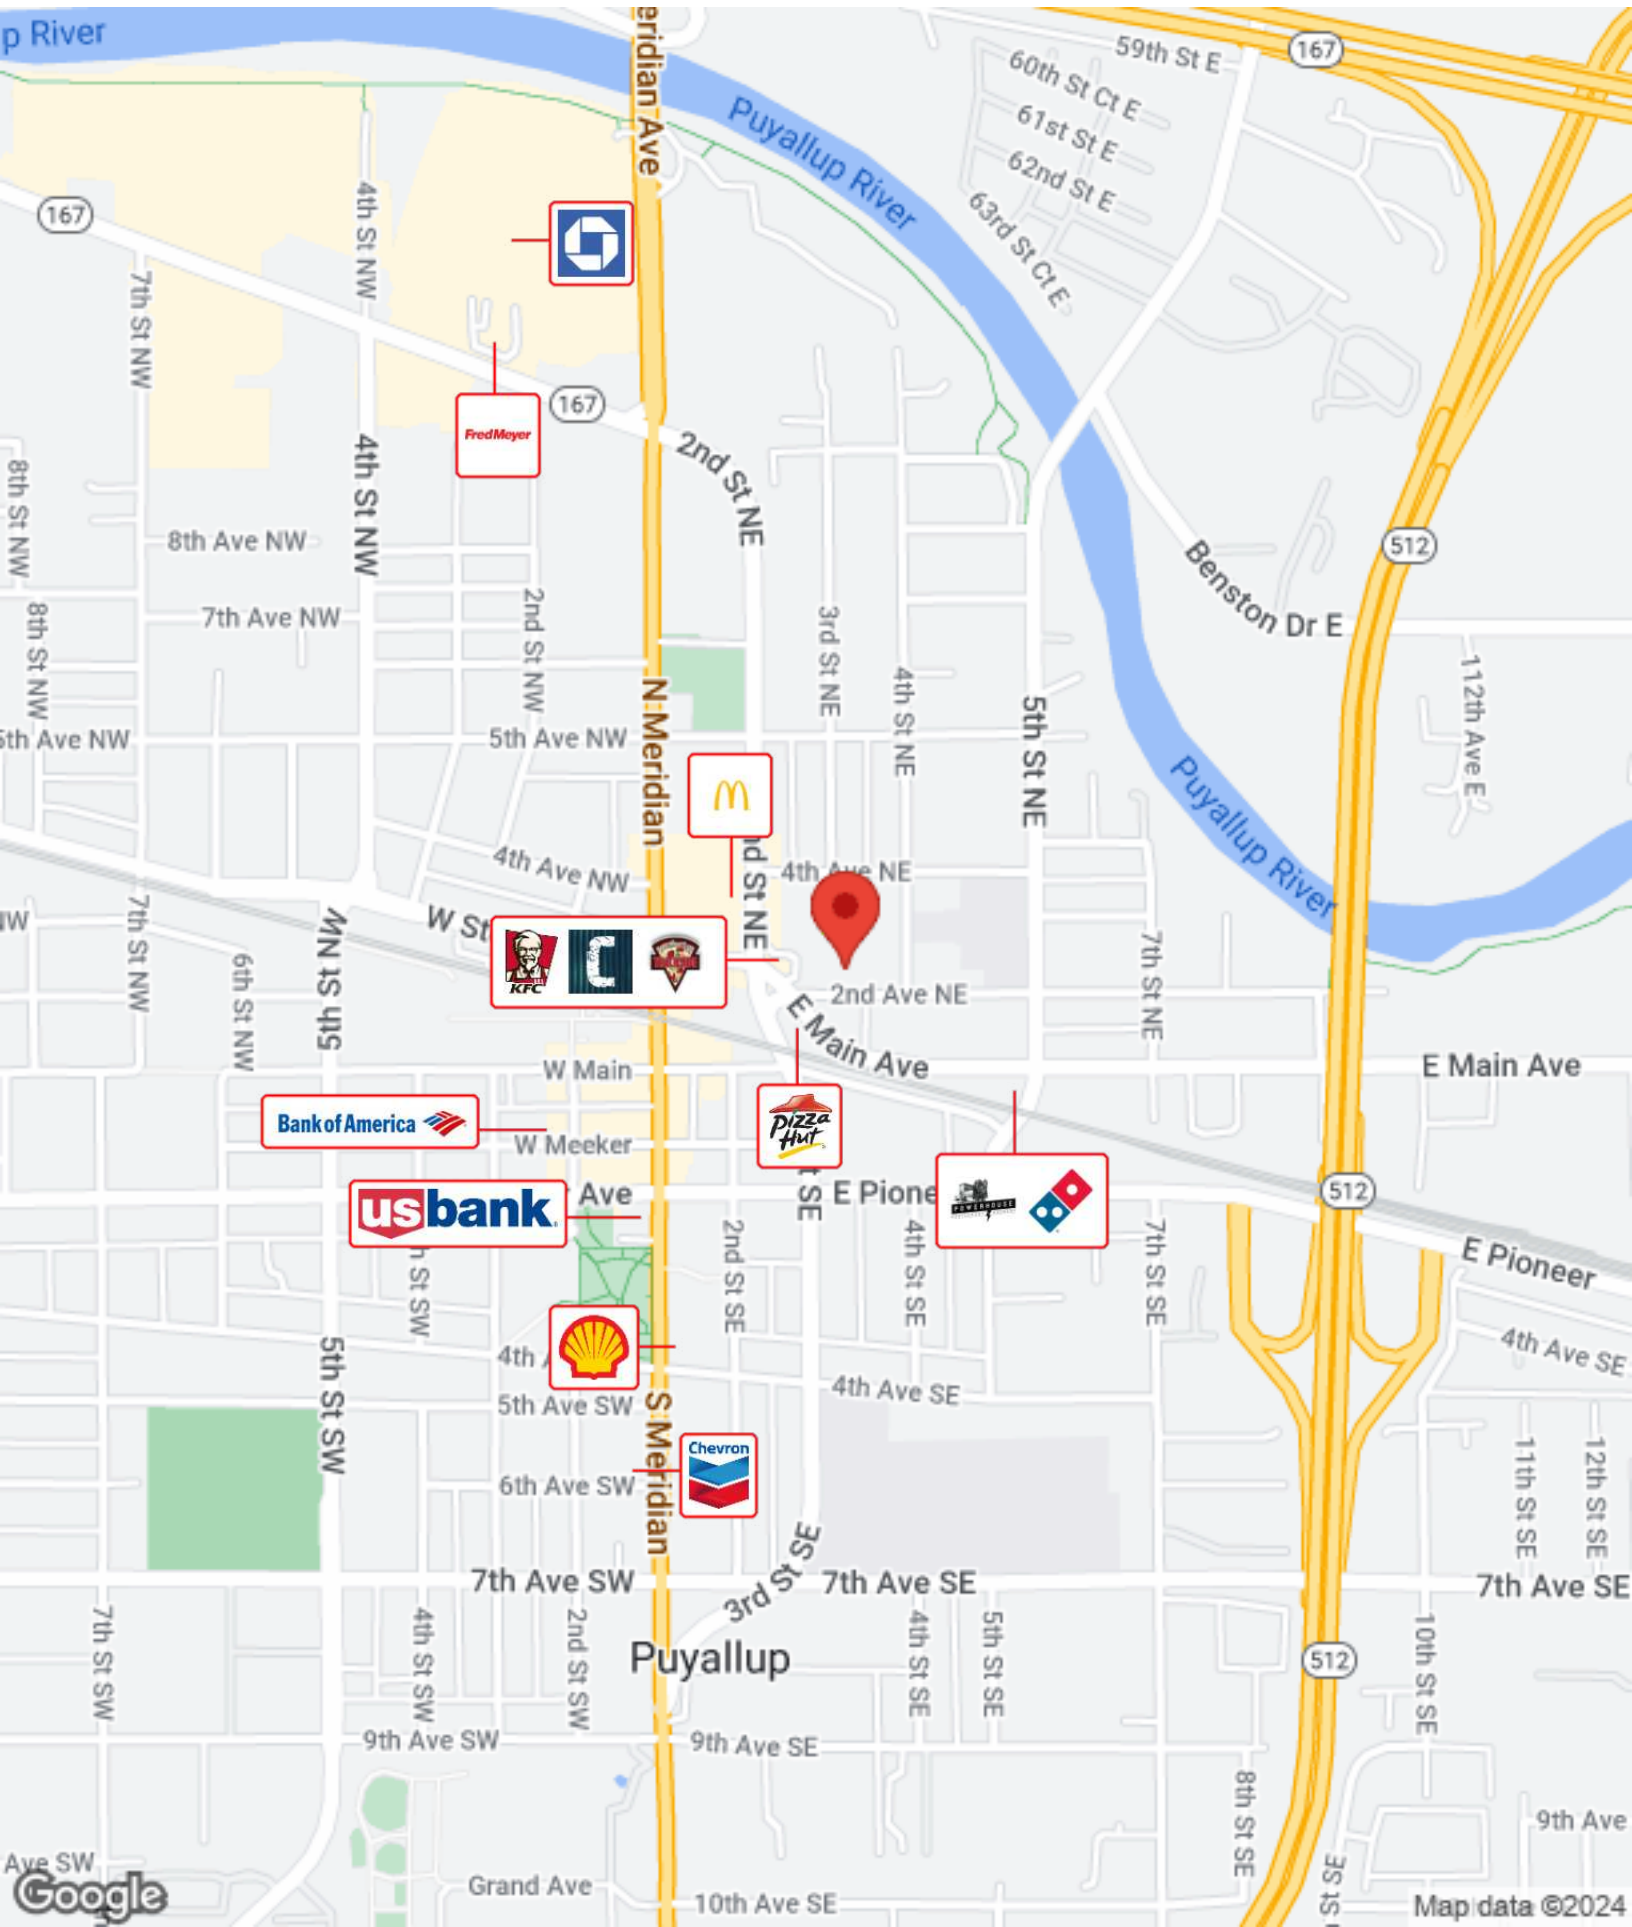 p River
eridian Ave
59th St E
167
60th St Ct E
61st St E
62nd St E
63rd St Ct E
Puyallup River
167
4th St NW
7th St NW
FredMeyer
167
2nd St NE
4th St NW
8th St NW
8th Ave NW
512
Benston Dr E
7th Ave NW
8th St NW
2nd St NW
3rd St NE
4th St NE
112th Ave E
N Meridian
5th St NE
5th Ave NW
5th Ave NW
Puyallup River
4th Ave NW
nd St NE
4th Ave NE
7th St NW
W St
KFC
7th St NE
6th St NW
5th St NW
2nd Ave NE
E Main Ave
E Main Ave
W Main
Bank of America
Pizza
Hut
W Meeker
Ave
t SE
E Pione
POWERHOUSE
512
usbank
2nd St SE
4th St SE
7th St SE
E Pioneer
h St SW
5th St SW
4th
4th Ave SE
4th Ave SE
5th Ave SW
S Meridian
Chevron
6th Ave SW
11th St SE
12th St SE
3rd St SE
7th Ave SW
7th Ave SE
7th Ave SE
7th St SW
4th St SW
2nd St SW
Puyallup
4th St SE
5th St SE
512
10th St SE
9th Ave SW
9th Ave SE
8th St SE
9th Ave
Ave SW
Google
Grand Ave
10th Ave SE
St SE
Map data ©2024